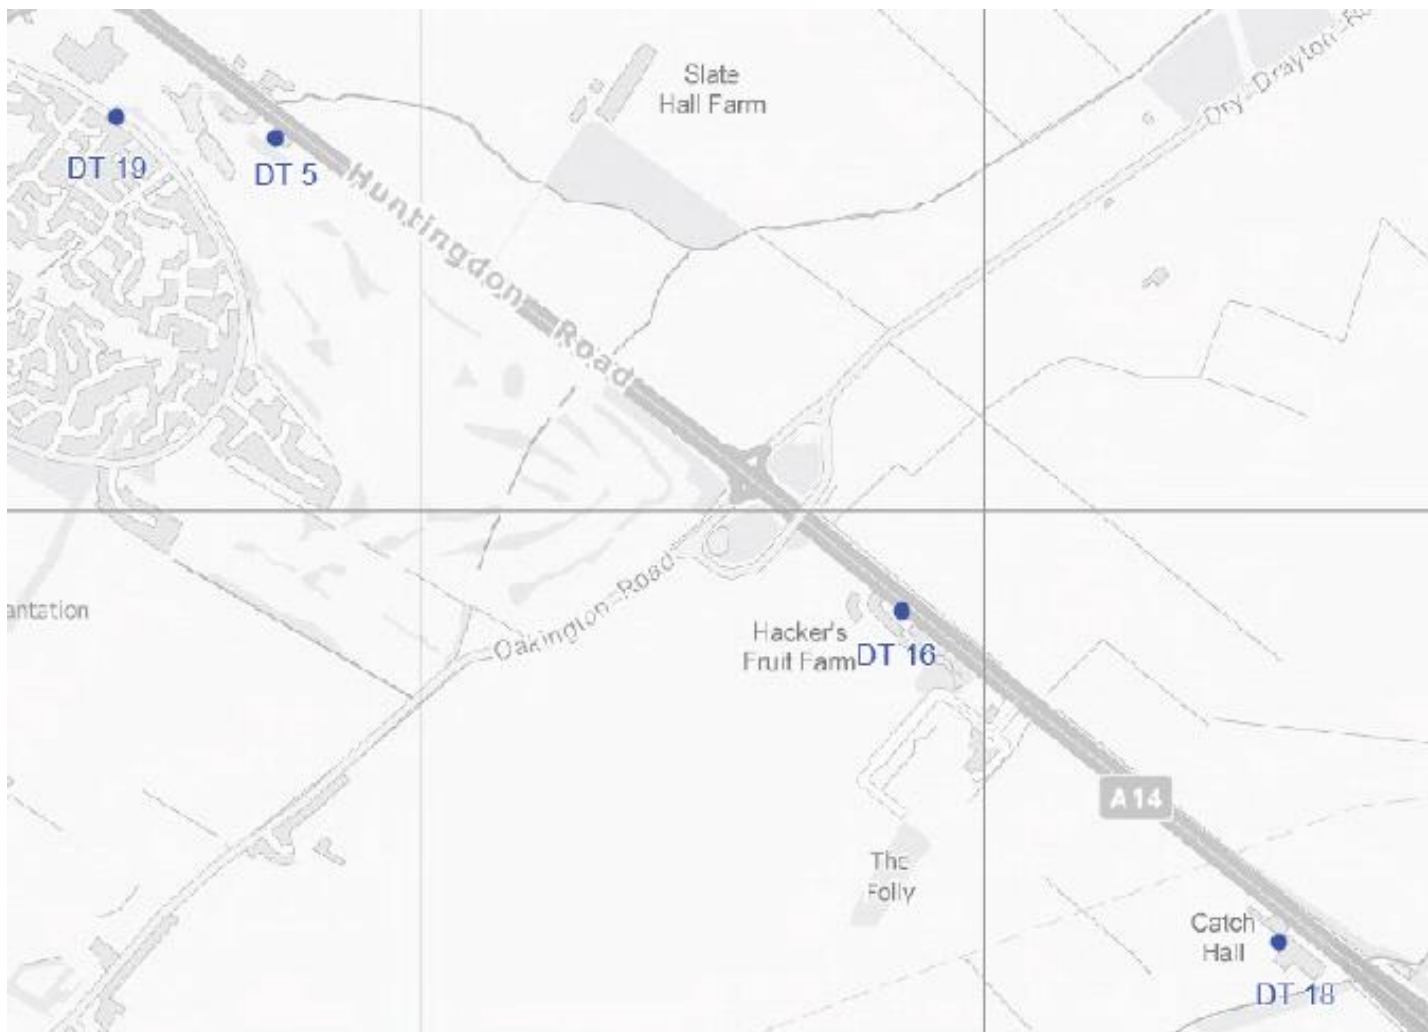 Slate
Hall Farm
Dry-Drayton-Ro
DT 19
DT 5
Huntingdon Road
antation
Oakington-Road
Hacker's
Fruit Farm
DT 16
A14
The
Folly
Catch
Hall
DT 18